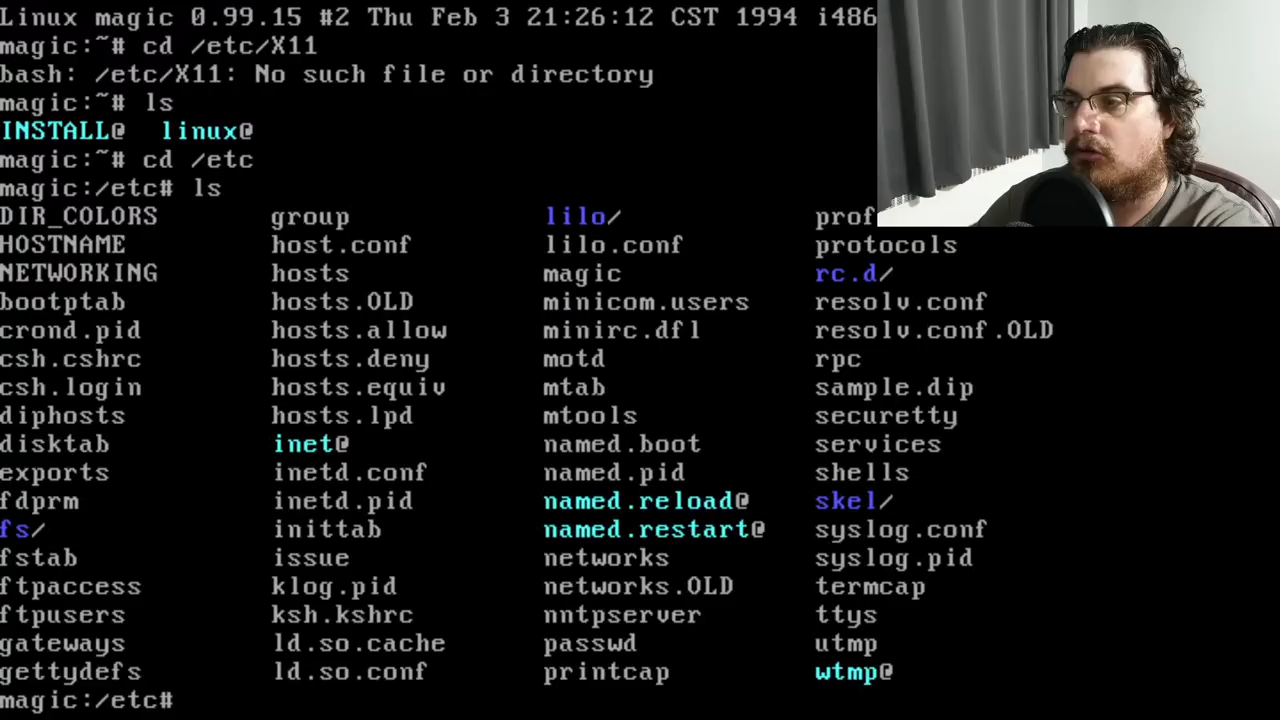 Linux magic 0.99.15 #2 Thu Feb 3 21:26:12 CST 1994 i486
magic:~# cd /etc/X11
bash: /etc/X11: No such file or directory
magic:~# ls
INSTALL@ linux@
magic:~# cd /etc
magic:/etc# ls
DIR_COLORS group lilo/ prof
HOSTNAME host.conf lilo.conf protocols
NETWORKING hosts magic rc.d/
bootptab hosts.OLD minicom.users resolv.conf
crond.pid hosts.allow minirc.dfl resolv.conf.OLD
csh.cshrc hosts.deny motd rpc
csh.login hosts.equiv mtab sample.dip
diphosts hosts.lpd mtools securetty
disktab inet@ named.boot services
exports inetd.conf named.pid shells
fdprm inetd.pid named.reload@ skel/
fs/ inittab named.restart@ syslog.conf
fstab issue networks syslog.pid
ftpaccess klog.pid networks.OLD termcap
ftpusers ksh.kshrc nntpserver ttys
gateways ld.so.cache passwd utmp
gettydefs ld.so.conf printcap wtmp@
magic:/etc#